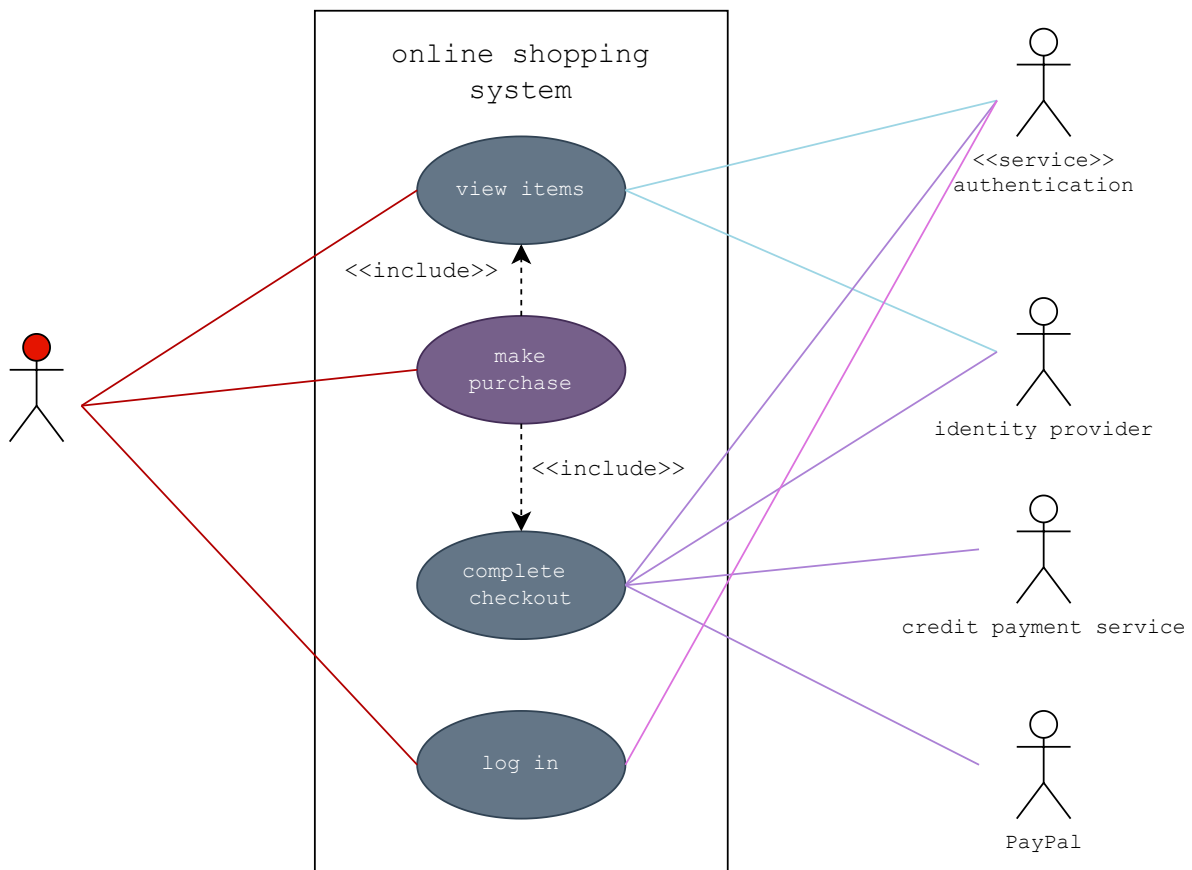 online shopping
system
view items
<<include>>
make
purchase
<<include>>
complete
checkout
log in
<<service>>
authentication
identity provider
credit payment service
PayPal